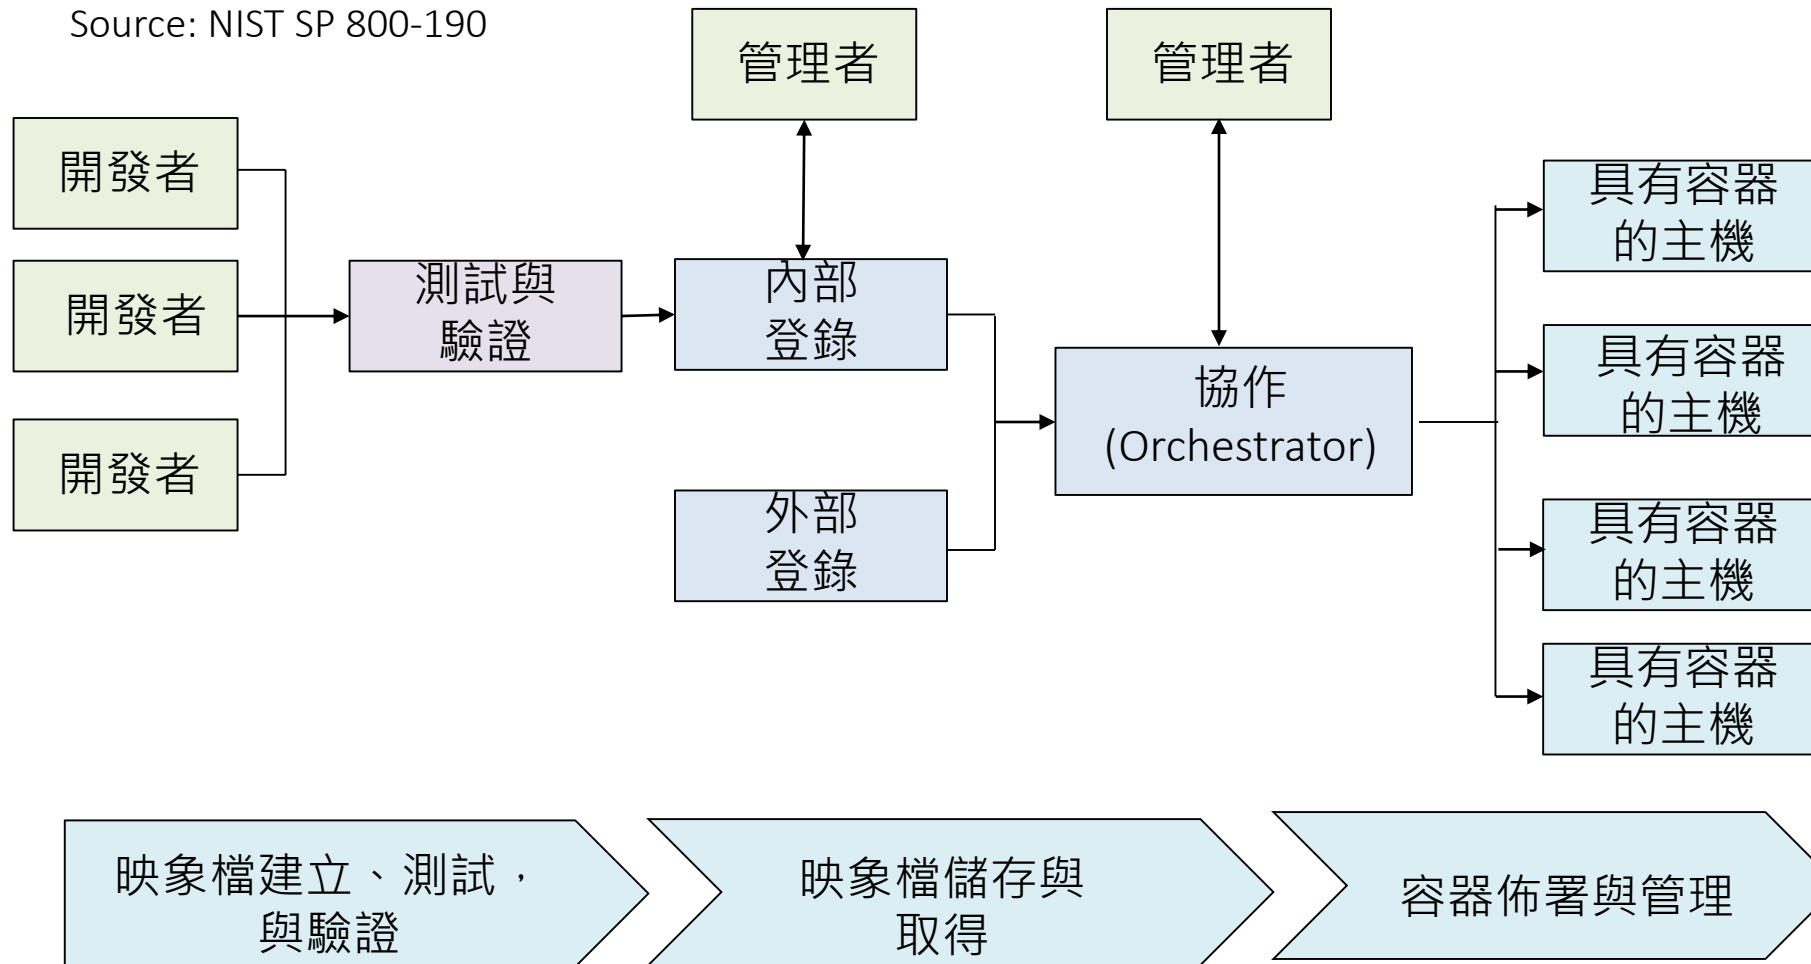 Source: NIST SP 800-190
管理者
管理者
開發者
開發者
開發者
測試與
驗證
內部
登錄
外部
登錄
協作
(Orchestrator)
具有容器
的主機
具有容器
的主機
具有容器
的主機
具有容器
的主機
映象檔建立、測試，
與驗證
映象檔儲存與
取得
容器佈署與管理